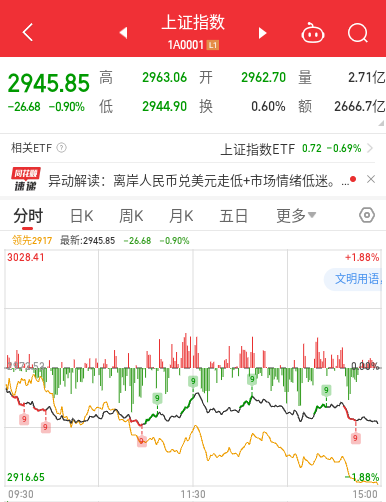 上证指数
1A0001 L1
2945.85 高 2963.06 开 2962.70 量 2.71亿
-26.68 -0.90% 低 2944.90 换 0.60% 额 2666.7亿
相关ETF ? 上证指数ETF 0.72 -0.69%
同花顺 速递 异动解读：离岸人民币兑美元走低+市场情绪低迷。...
分时 日K 周K 月K 五日 更多
领先2917 最新:2945.85 -26.68 -0.90%
3028.41 +1.88%
文明用语，
0.00%
9
9
9
9
9
9
9
9
2916.65 -1.88%
09:30 11:30 15:00